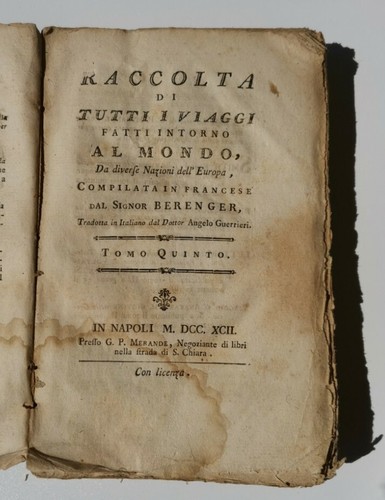 RACCOLTA
DI
TUTTI I VIAGGI
FATTI INTORNO
AL MONDO,
Da diverse Nazioni dell' Europa,
COMPILATA IN FRANCESE
DAL SIGNOR BERENGER,
Tradotta in Italiano dal Dottor Angelo Guerrieri.
TOMO QUINTO.
IN NAPOLI M. DCC. XCII.
Presso G. P. MERANDE, Negoziante di libri
nella strada di S. Chiara.
Con licenza.